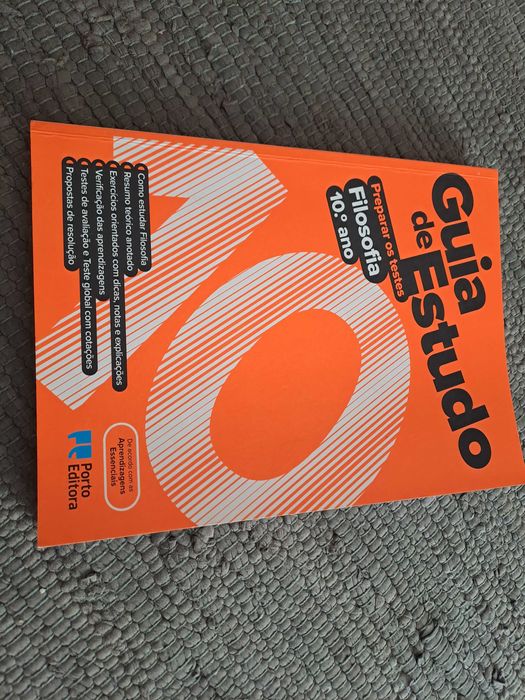 Guia
de Estudo
Preparar os testes
Filosofia
10.º ano
10
Como estudar Filosofia
Resumo teórico anotado
Exercícios orientados com dicas, notas e explicações
Verificação das aprendizagens
Testes de avaliação e Teste global com cotações
Propostas de resolução
De acordo com as
Aprendizagens
Essenciais
Porto
Editora